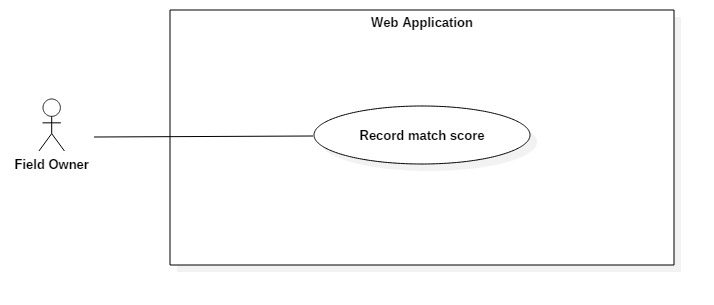 Web Application
Record match score
Field Owner